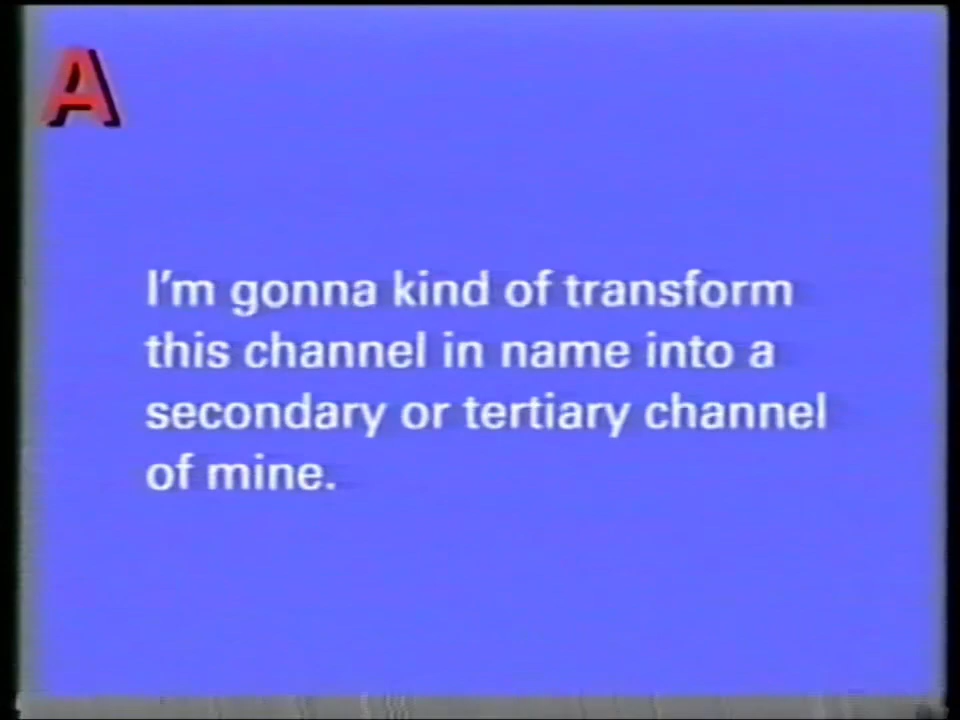 A
I'm gonna kind of transform
this channel in name into a
secondary or tertiary channel
of mine.